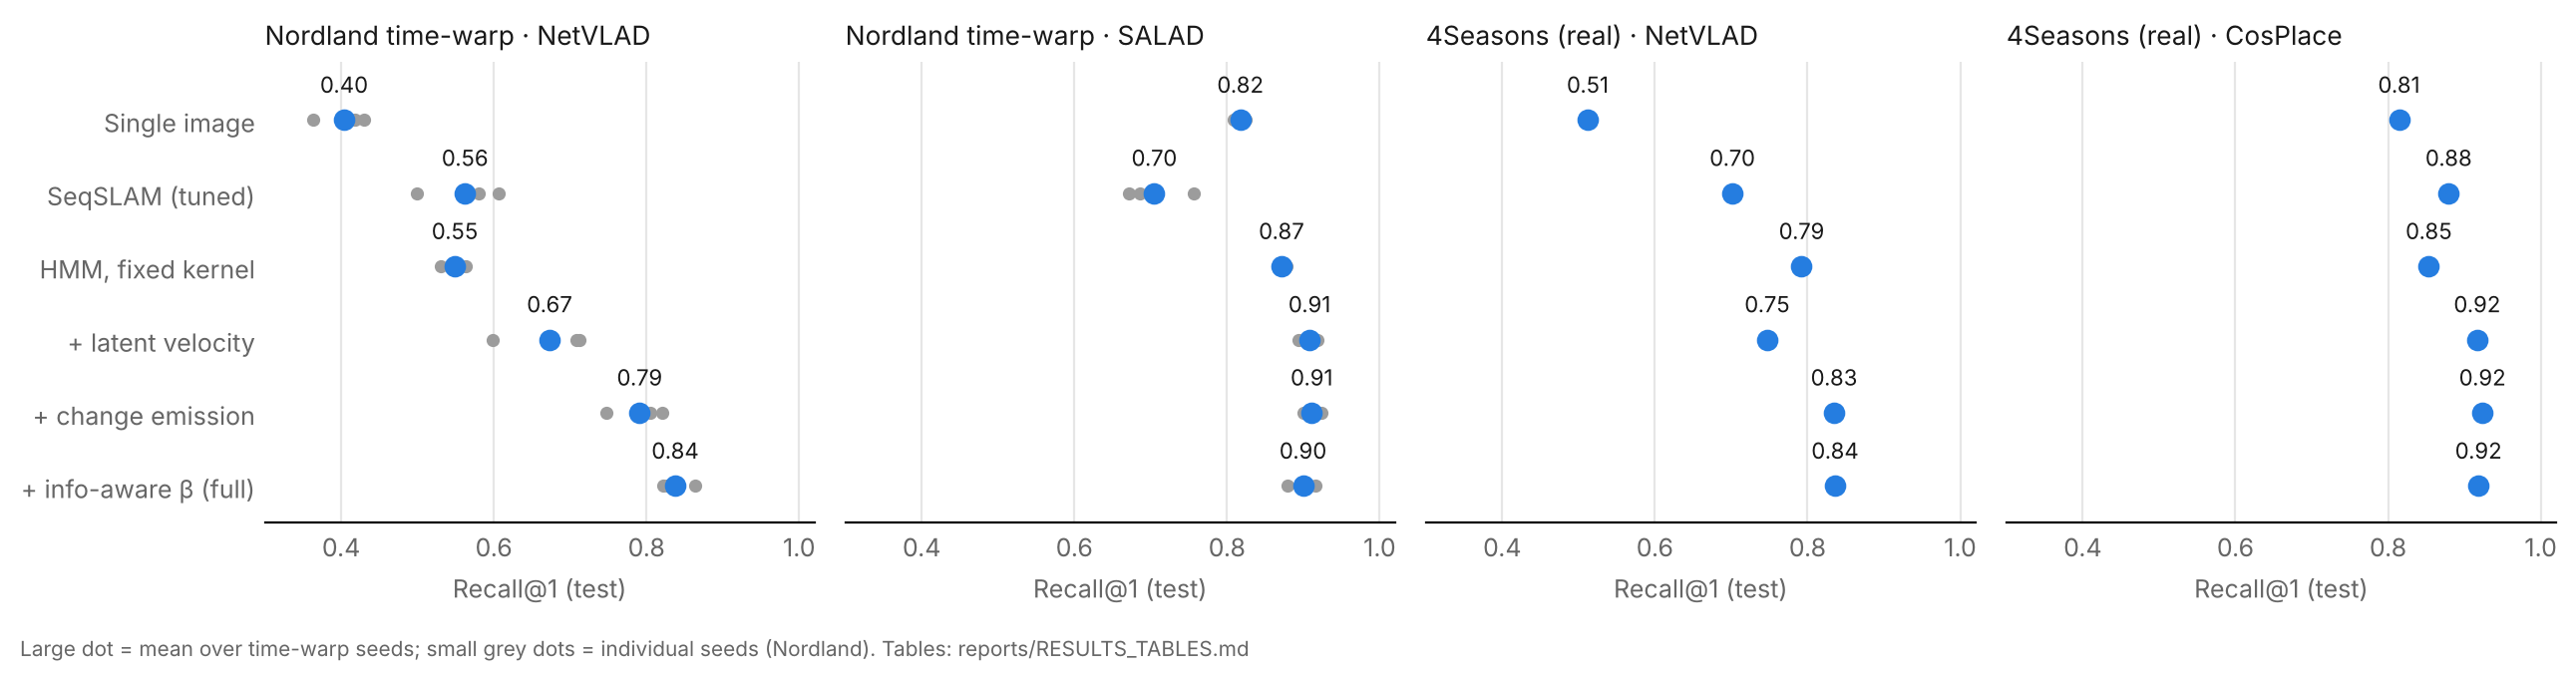 Nordland time-warp · NetVLAD
Nordland time-warp · SALAD
4Seasons (real) · NetVLAD
4Seasons (real) · CosPlace
Single image 0.40 0.82 0.51 0.81
SeqSLAM (tuned) 0.56 0.70 0.70 0.88
HMM, fixed kernel 0.55 0.87 0.79 0.85
+ latent velocity 0.67 0.91 0.75 0.92
+ change emission 0.79 0.91 0.83 0.92
+ info-aware β (full) 0.84 0.90 0.84 0.92
0.4 0.6 0.8 1.0 0.4 0.6 0.8 1.0 0.4 0.6 0.8 1.0 0.4 0.6 0.8 1.0
Recall@1 (test) Recall@1 (test) Recall@1 (test) Recall@1 (test)
Large dot = mean over time-warp seeds; small grey dots = individual seeds (Nordland). Tables: reports/RESULTS_TABLES.md